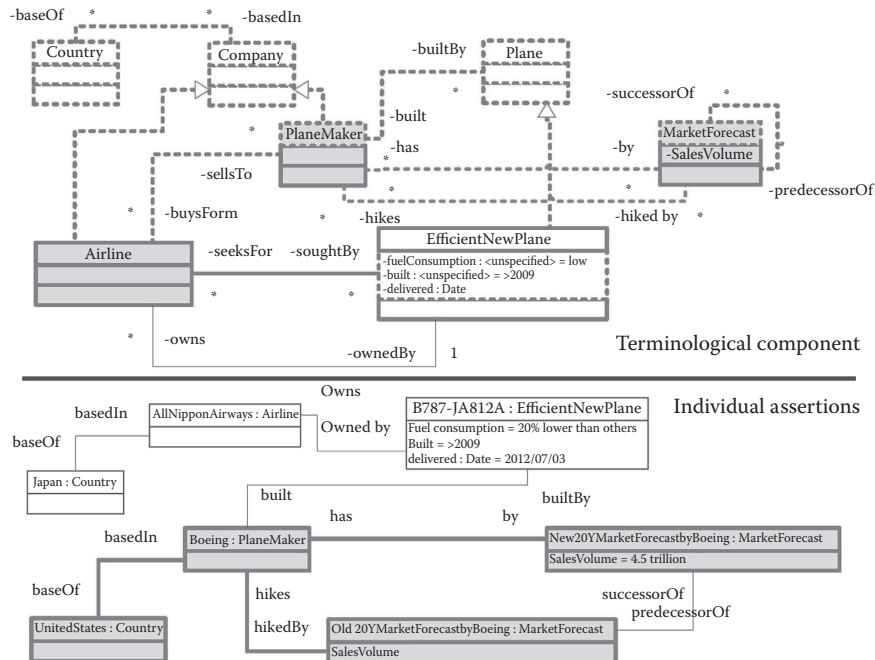 -baseOf * * -basedIn
Country
Company
-builtBy
Plane
*
-built
*
PlaneMaker
-has
*
-sellsTo
-buysForm
*
-successorOf
*
MarketForecast
-SalesVolume
-by
*
-predecessorOf
*
*
*
-hikes
-hiked by
*
Airline
-seeksFor
-soughtBy
*
*
EfficientNewPlane
-fuelConsumption : <unspecified> = low
-built : <unspecified> = >2009
-delivered : Date
*
-owns
-ownedBy
1
Terminological component
Individual assertions
Owns
Owned by
basedIn
AllNipponAirways : Airline
B787-JA812A : EfficientNewPlane
Fuel consumption = 20% lower than others
Built = >2009
delivered : Date = 2012/07/03
baseOf
Japan : Country
built
builtBy
has
by
basedIn
Boeing : PlaneMaker
New20YMarketForecastbyBoeing : MarketForecast
SalesVolume = 4.5 trillion
baseOf
hikes
successorOf
predecessorOf
UnitedStates : Country
hikedBy
Old 20YMarketForecastbyBoeing : MarketForecast
SalesVolume